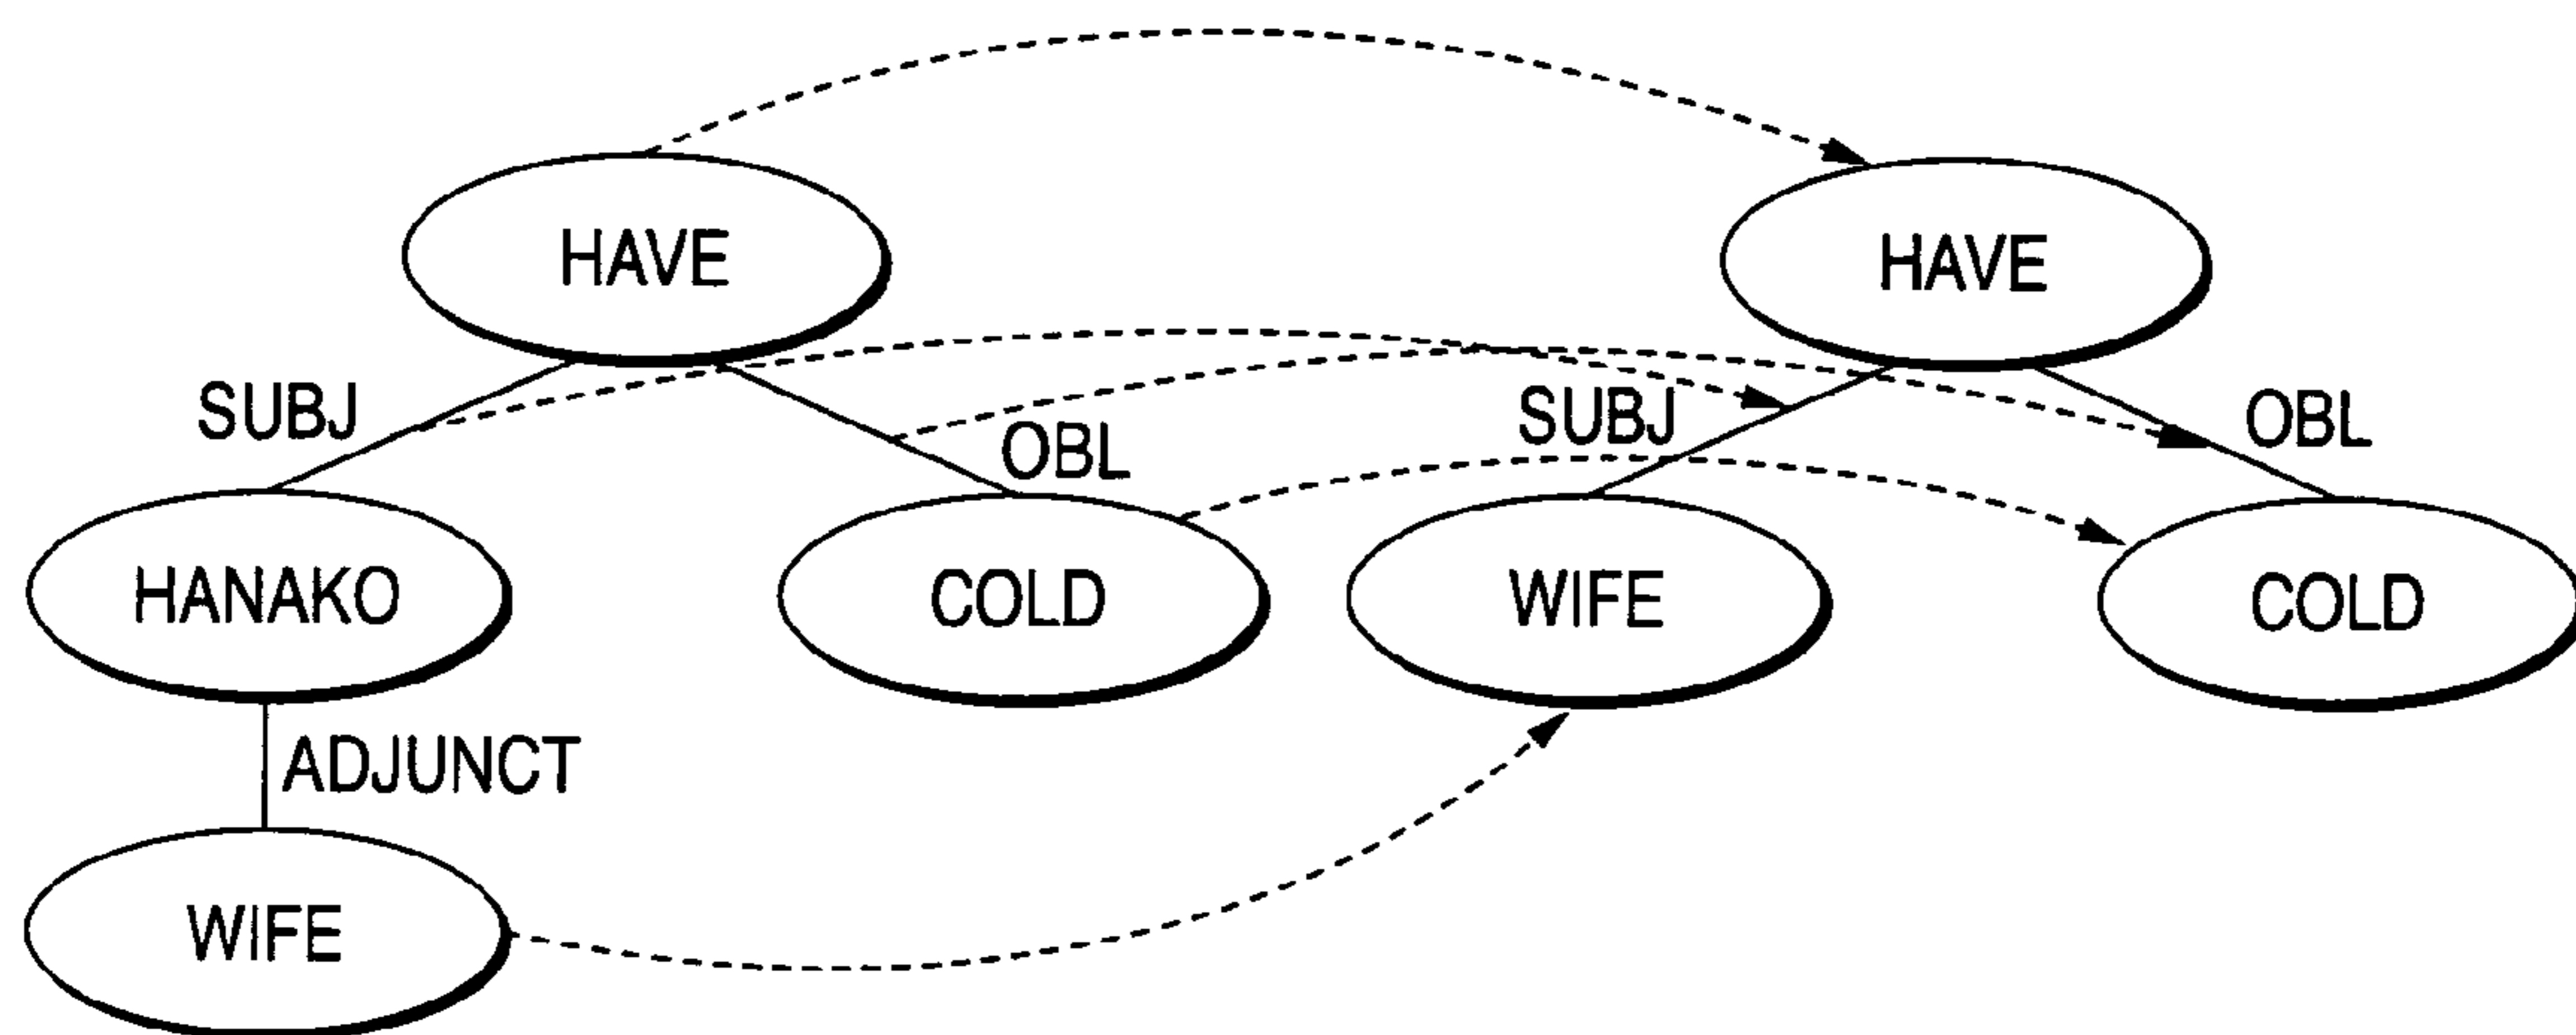 HAVE HAVE
SUBJ OBL SUBJ OBL
HANAKO COLD WIFE COLD
ADJUNCT
WIFE